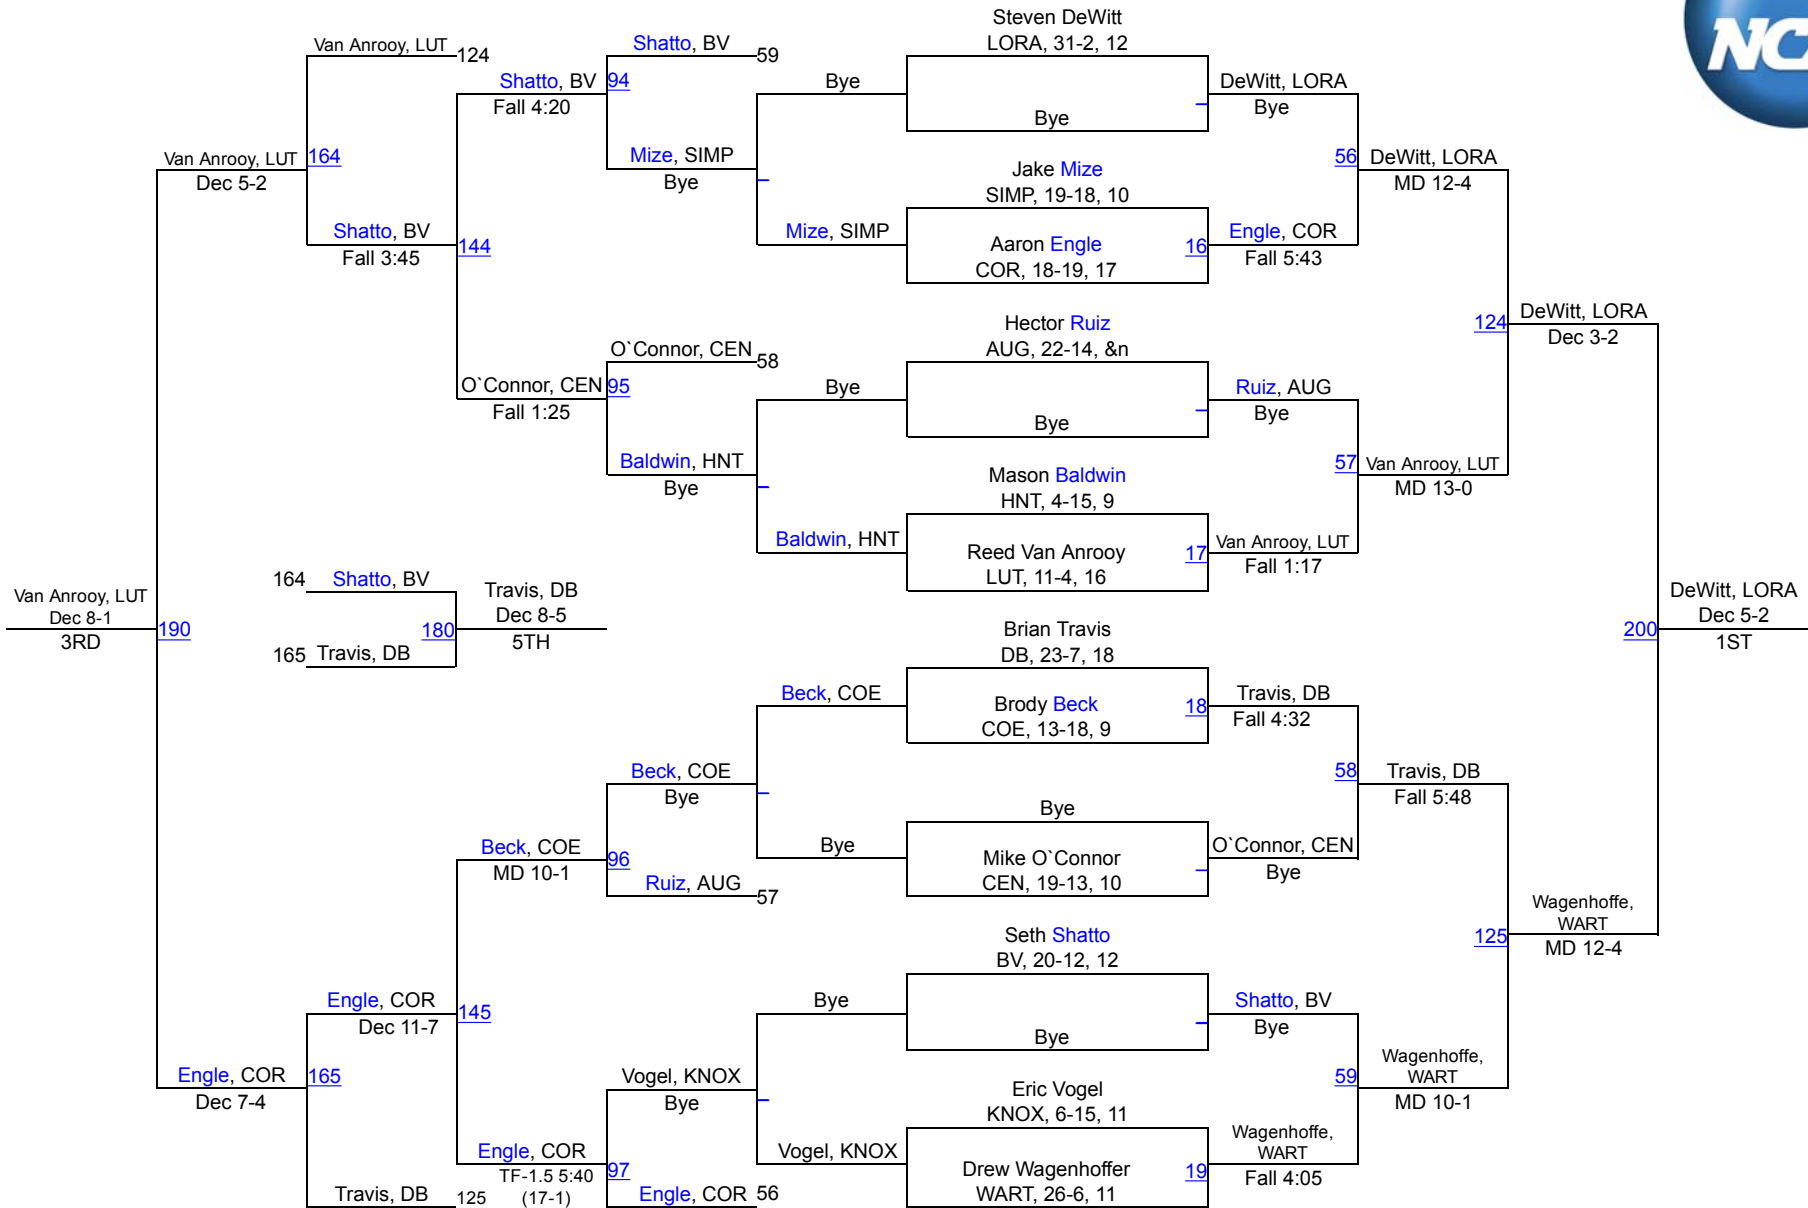 Steven DeWitt
LORA, 31-2, 12
Bye
Jake Mize
SIMP, 19-18, 10
Aaron Engle
COR, 18-19, 17
16
Hector Ruiz
AUG, 22-14, &n
Bye
Mason Baldwin
HNT, 4-15, 9
Reed Van Anrooy
LUT, 11-4, 16
17
Brian Travis
DB, 23-7, 18
Brody Beck
COE, 13-18, 9
18
Bye
Mike O`Connor
CEN, 19-13, 10
Seth Shatto
BV, 20-12, 12
Bye
Eric Vogel
KNOX, 6-15, 11
Drew Wagenhoffer
WART, 26-6, 11
19
DeWitt, LORA
Bye
56
Engle, COR
Fall 5:43
Ruiz, AUG
Bye
57
Van Anrooy, LUT
Fall 1:17
Travis, DB
Fall 4:32
58
O`Connor, CEN
Bye
Shatto, BV
Bye
59
Wagenhoffe,
WART
Fall 4:05
DeWitt, LORA
MD 12-4
124
Van Anrooy, LUT
MD 13-0
Travis, DB
Fall 5:48
125
Wagenhoffe,
WART
MD 10-1
DeWitt, LORA
Dec 3-2
200
Wagenhoffe,
WART
MD 12-4
DeWitt, LORA
Dec 5-2
1ST
Bye
Mize, SIMP
Bye
Baldwin, HNT
Beck, COE
Bye
Bye
Vogel, KNOX
Shatto, BV
59
94
Mize, SIMP
Bye
O`Connor, CEN
58
95
Baldwin, HNT
Bye
Beck, COE
Bye
96
Ruiz, AUG
57
Vogel, KNOX
Bye
97
Engle, COR
56
Shatto, BV
Fall 4:20
144
O`Connor, CEN
Fall 1:25
Beck, COE
MD 10-1
145
Engle, COR
TF-1.5 5:40
(17-1)
Van Anrooy, LUT
124
164
Shatto, BV
Fall 3:45
Engle, COR
Dec 11-7
165
Travis, DB
125
Van Anrooy, LUT
Dec 5-2
190
Engle, COR
Dec 7-4
Van Anrooy, LUT
Dec 8-1
3RD
164
Shatto, BV
180
165
Travis, DB
Travis, DB
Dec 8-5
5TH